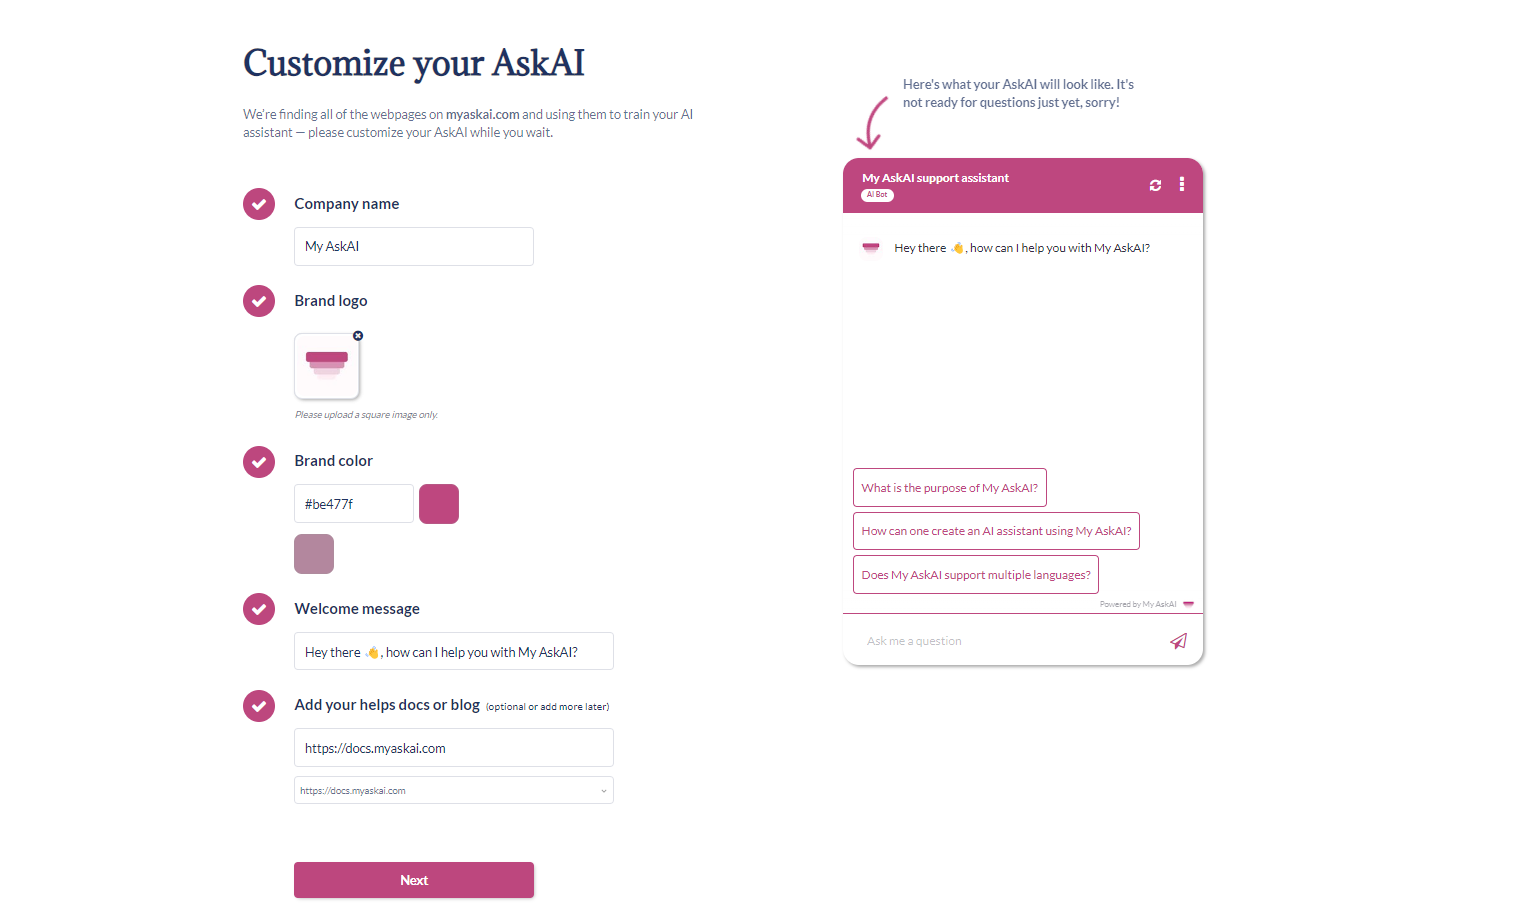 Customize your AskAI
We're finding all of the webpages on myaskai.com and using them to train your AI
assistant — please customize your AskAI while you wait.
Company name
My AskAI
Brand logo
Please upload a square image only.
Brand color
#be477f
Welcome message
Hey there 👋, how can I help you with My AskAI?
Add your helps docs or blog (optional or add more later)
https://docs.myaskai.com
https://docs.myaskai.com
Next
Here's what your AskAI will look like. It's
not ready for questions just yet, sorry!
My AskAI support assistant
AI Bot
Hey there 👋, how can I help you with My AskAI?
What is the purpose of My AskAI?
How can one create an AI assistant using My AskAI?
Does My AskAI support multiple languages?
Powered by My AskAI
Ask me a question